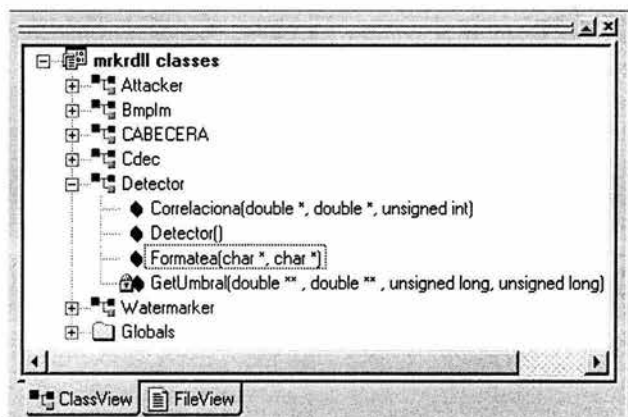 mrkrdll classes
Attacker
BmpIm
CABECERA
Cdec
Detector
Correlaciona(double *, double *, unsigned int)
Detector()
Formatea(char *, char *)
GetUmbral(double ** , double ** , unsigned long, unsigned long)
Watermarker
Globals
ClassView FileView